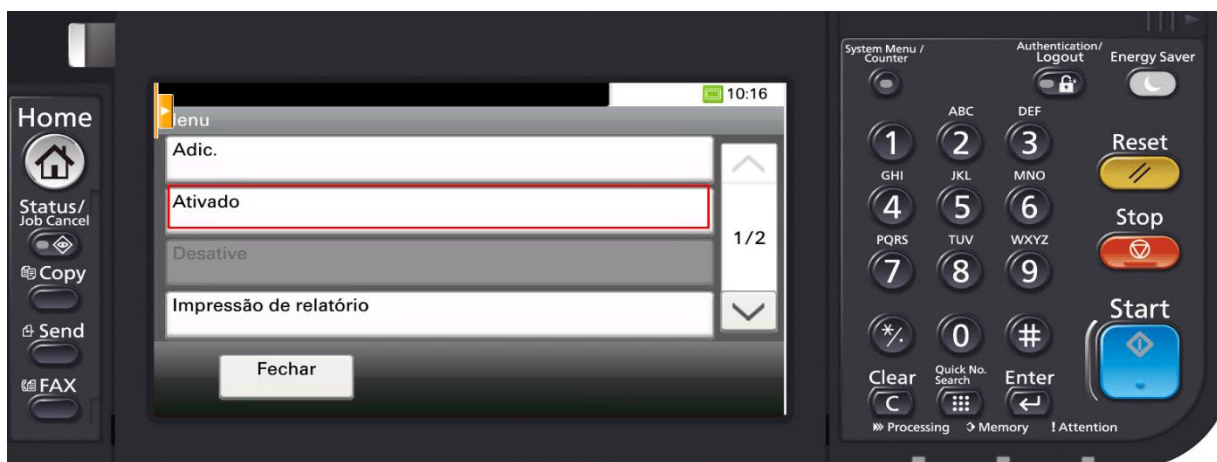 Home
Status/
Job Cancel
Copy
Send
FAX
10:16
enu
Adic.
Ativado
Desative
Impressão de relatório
1/2
Fechar
System Menu /
Counter
Authentication/
Logout
Energy Saver
ABC
DEF
1
2
3
Reset
GHI
JKL
MNO
4
5
6
Stop
PQRS
TUV
WXYZ
7
8
9
*/.
0
#
Start
Clear
Quick No.
Search
Enter
C
Processing
Memory
! Attention